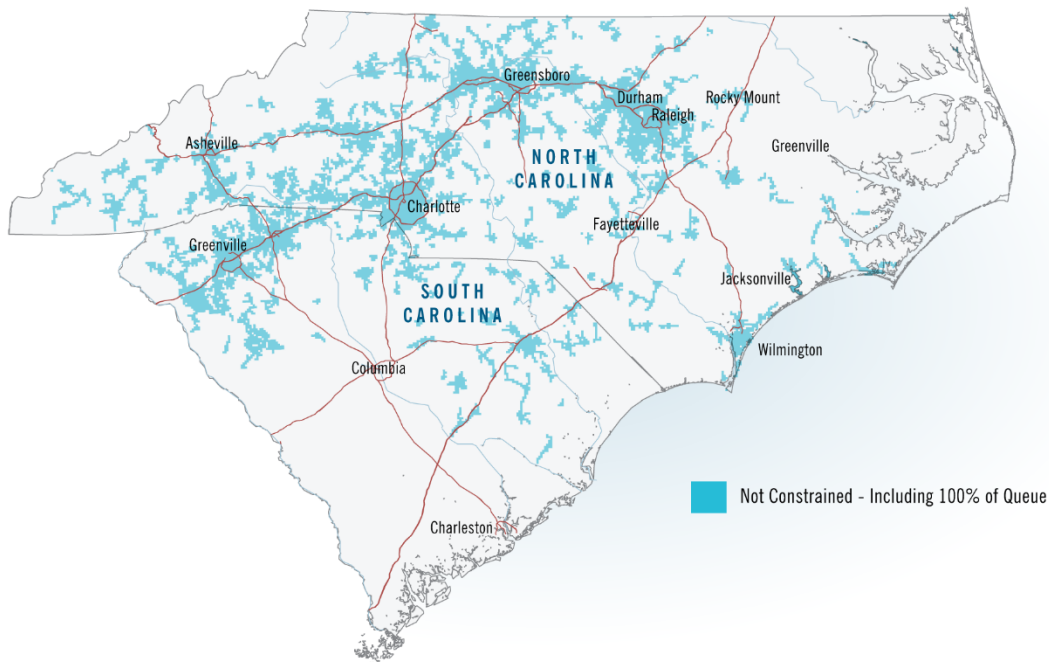 Greensboro
Durham
Raleigh
Rocky Mount
Asheville
Greenville
NORTH
CAROLINA
Charlotte
Fayetteville
Greenville
Jacksonville
SOUTH
CAROLINA
Wilmington
Columbia
Not Constrained - Including 100% of Queue
Charleston